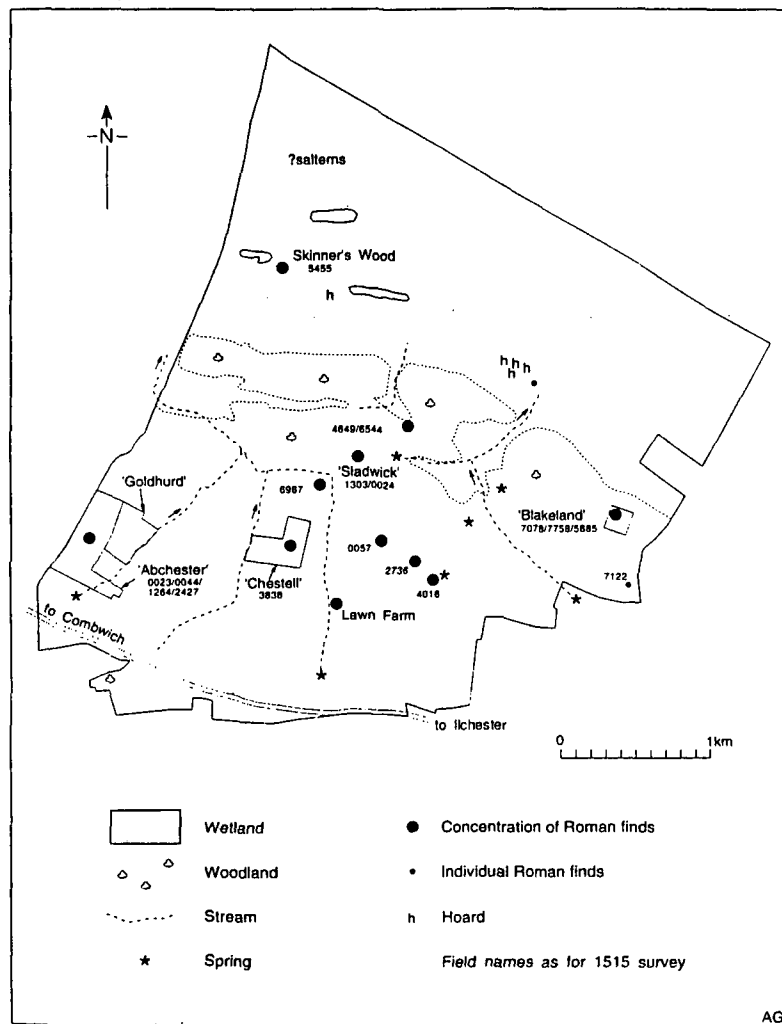 -N-
?salterns
Skinner's Wood
5455
h
h h h
h
4649/6544
'Sladwick'
1303/0024
6987
'Goldhurd'
'Blakeland'
7078/7758/5885
0057
'Abchester'
0023/0044/
1264/2427
'Chestell'
3838
2736
4016
7122
to Combwich
Lawn Farm
to Ilchester
0
1km
Wetland
Concentration of Roman finds
Woodland
Individual Roman finds
Stream
h
Hoard
Spring
Field names as for 1515 survey
AG